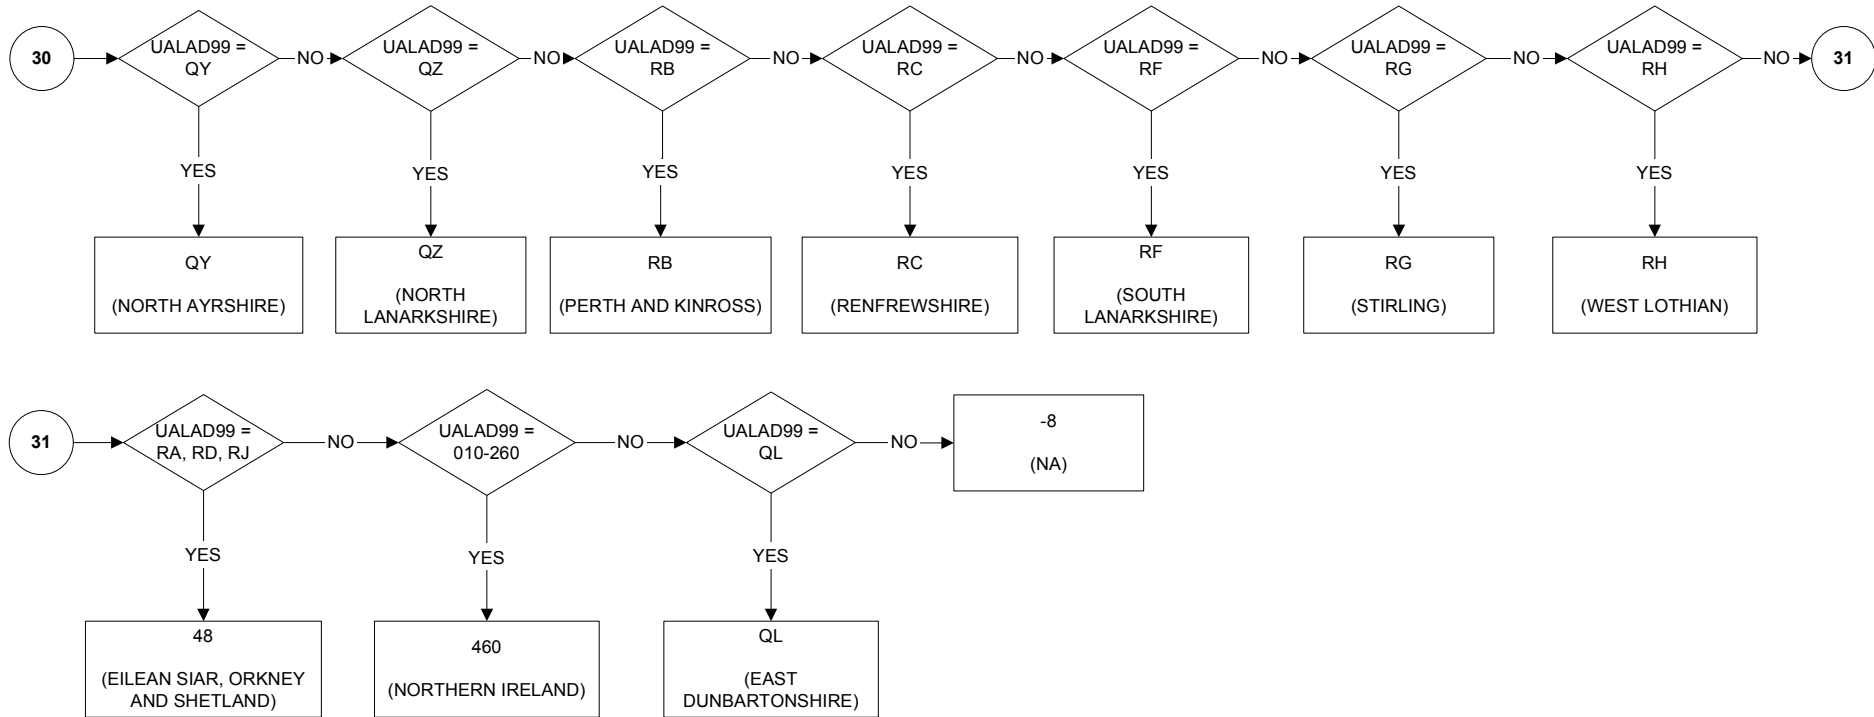 30
UALAD99 =
QY
NO
UALAD99 =
QZ
NO
UALAD99 =
RB
NO
UALAD99 =
RC
NO
UALAD99 =
RF
NO
UALAD99 =
RG
NO
UALAD99 =
RH
NO
31
YES
YES
YES
YES
YES
YES
YES
QY
(NORTH AYRSHIRE)
QZ
(NORTH
LANARKSHIRE)
RB
(PERTH AND KINROSS)
RC
(RENFREWSHIRE)
RF
(SOUTH
LANARKSHIRE)
RG
(STIRLING)
RH
(WEST LOTHIAN)
31
UALAD99 =
RA, RD, RJ
NO
UALAD99 =
010-260
NO
UALAD99 =
QL
NO
-8
(NA)
YES
YES
YES
48
(EILEAN SIAR, ORKNEY
AND SHETLAND)
460
(NORTHERN IRELAND)
QL
(EAST
DUNBARTONSHIRE)